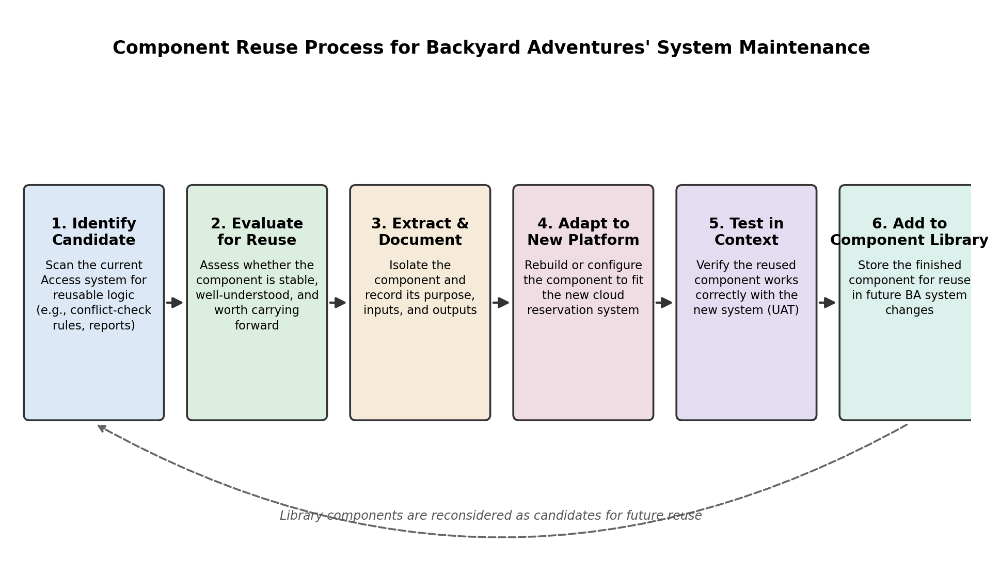 Component Reuse Process for Backyard Adventures' System Maintenance
1. Identify
Candidate
Scan the current
Access system for
reusable logic
(e.g., conflict-check
rules, reports)
2. Evaluate
for Reuse
Assess whether the
component is stable,
well-understood, and
worth carrying
forward
3. Extract &
Document
Isolate the
component and
record its purpose,
inputs, and outputs
4. Adapt to
New Platform
Rebuild or configure
the component to fit
the new cloud
reservation system
5. Test in
Context
Verify the reused
component works
correctly with the
new system (UAT)
6. Add to
Component Library
Store the finished
component for reuse
in future BA system
changes
Library components are reconsidered as candidates for future reuse